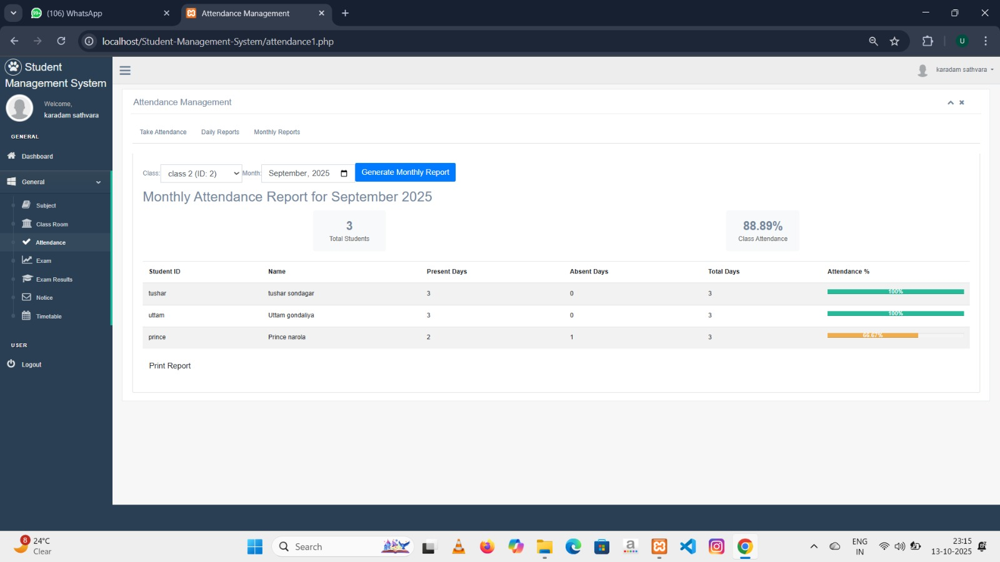 (106) WhatsApp
Attendance Management
localhost/Student-Management-System/attendance1.php
U
Student
Management System
Welcome,
karadam sathvara
GENERAL
Dashboard
General
Subject
Class Room
Attendance
Exam
Exam Results
Notice
Timetable
USER
Logout
karadam sathvara
Attendance Management
Take Attendance Daily Reports Monthly Reports
Class: class 2 (ID: 2) Month: September, 2025 Generate Monthly Report
Monthly Attendance Report for September 2025
3
Total Students
88.89%
Class Attendance
Student ID Name Present Days Absent Days Total Days Attendance %
tushar tushar sondagar 3 0 3 100%
uttam Uttam gondaliya 3 0 3 100%
prince Prince narola 2 1 3 66.67%
Print Report
8
24°C
Clear
Search
a
ENG
IN
23:15
13-10-2025